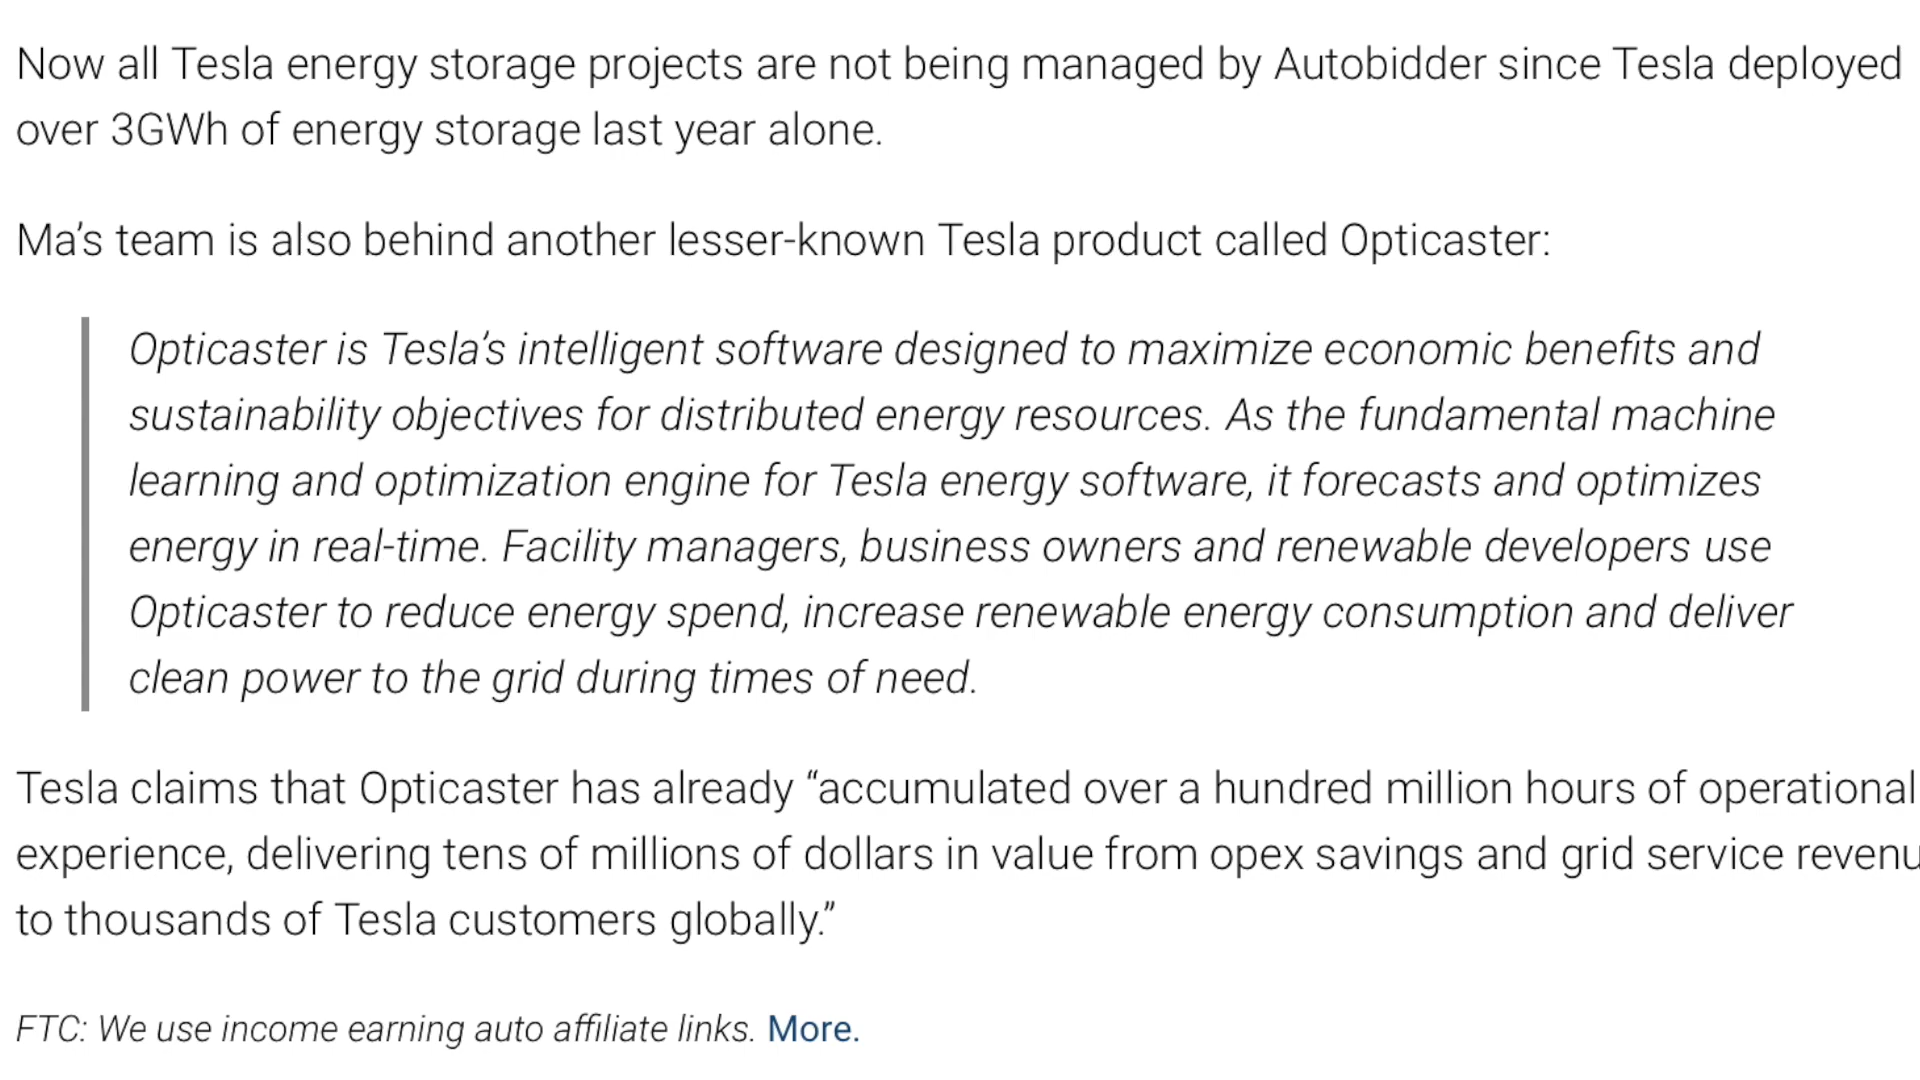 Now all Tesla energy storage projects are not being managed by Autobidder since Tesla deployed
over 3GWh of energy storage last year alone.
Ma’s team is also behind another lesser-known Tesla product called Opticaster:
Opticaster is Tesla’s intelligent software designed to maximize economic benefits and
sustainability objectives for distributed energy resources. As the fundamental machine
learning and optimization engine for Tesla energy software, it forecasts and optimizes
energy in real-time. Facility managers, business owners and renewable developers use
Opticaster to reduce energy spend, increase renewable energy consumption and deliver
clean power to the grid during times of need.
Tesla claims that Opticaster has already “accumulated over a hundred million hours of operational
experience, delivering tens of millions of dollars in value from opex savings and grid service revenu
to thousands of Tesla customers globally.”
FTC: We use income earning auto affiliate links. More.